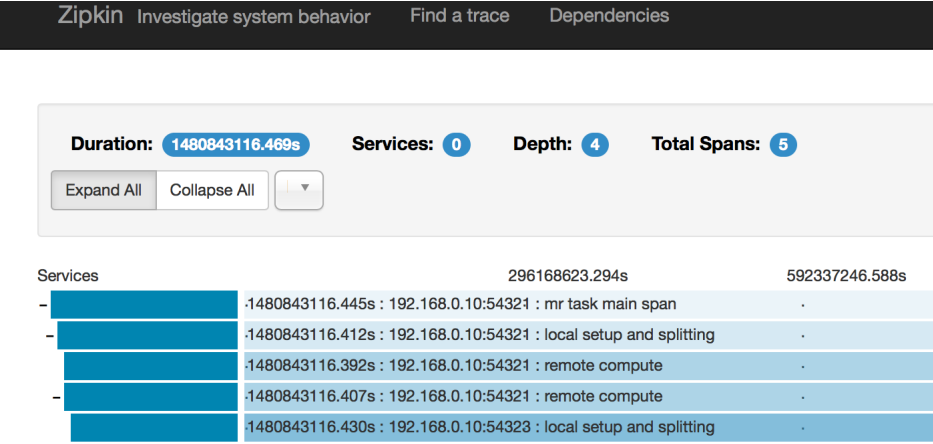 Zipkin Investigate system behavior Find a trace Dependencies
Duration: 1480843116.469s Services: 0 Depth: 4 Total Spans: 5
Expand All Collapse All
Services 296168623.294s 592337246.588s
-1480843116.445s : 192.168.0.10:54321 : mr task main span
-1480843116.412s : 192.168.0.10:54321 : local setup and splitting
-1480843116.392s : 192.168.0.10:54321 : remote compute
-1480843116.407s : 192.168.0.10:54321 : remote compute
-1480843116.430s : 192.168.0.10:54323 : local setup and splitting